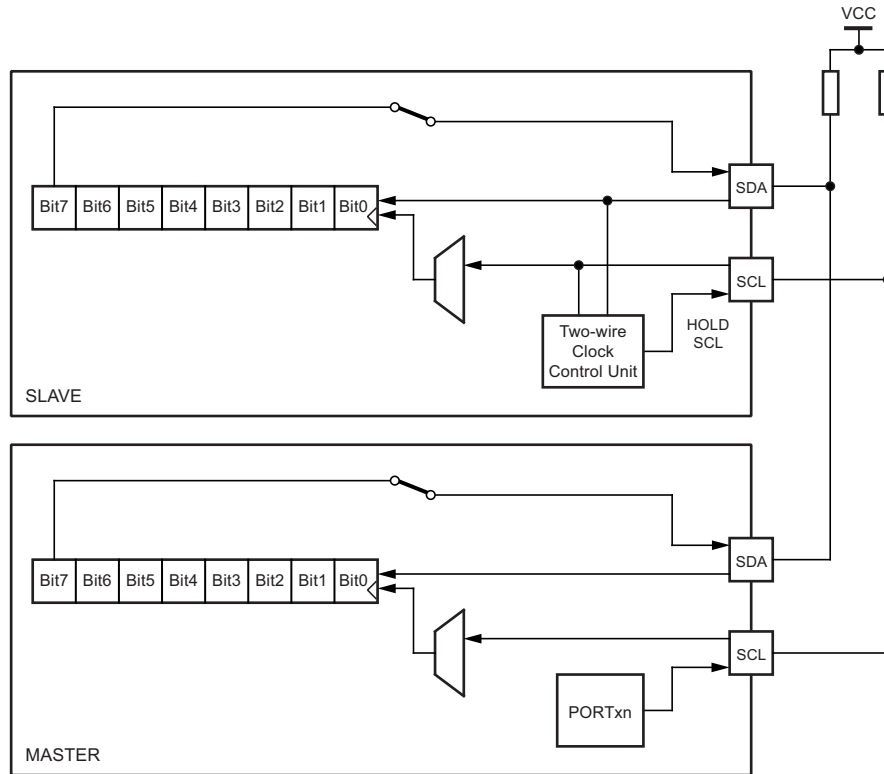 VCC
Bit7 Bit6 Bit5 Bit4 Bit3 Bit2 Bit1 Bit0
SDA
SCL
Two-wire
Clock
Control Unit
HOLD
SCL
SLAVE
Bit7 Bit6 Bit5 Bit4 Bit3 Bit2 Bit1 Bit0
SDA
SCL
PORTxn
MASTER